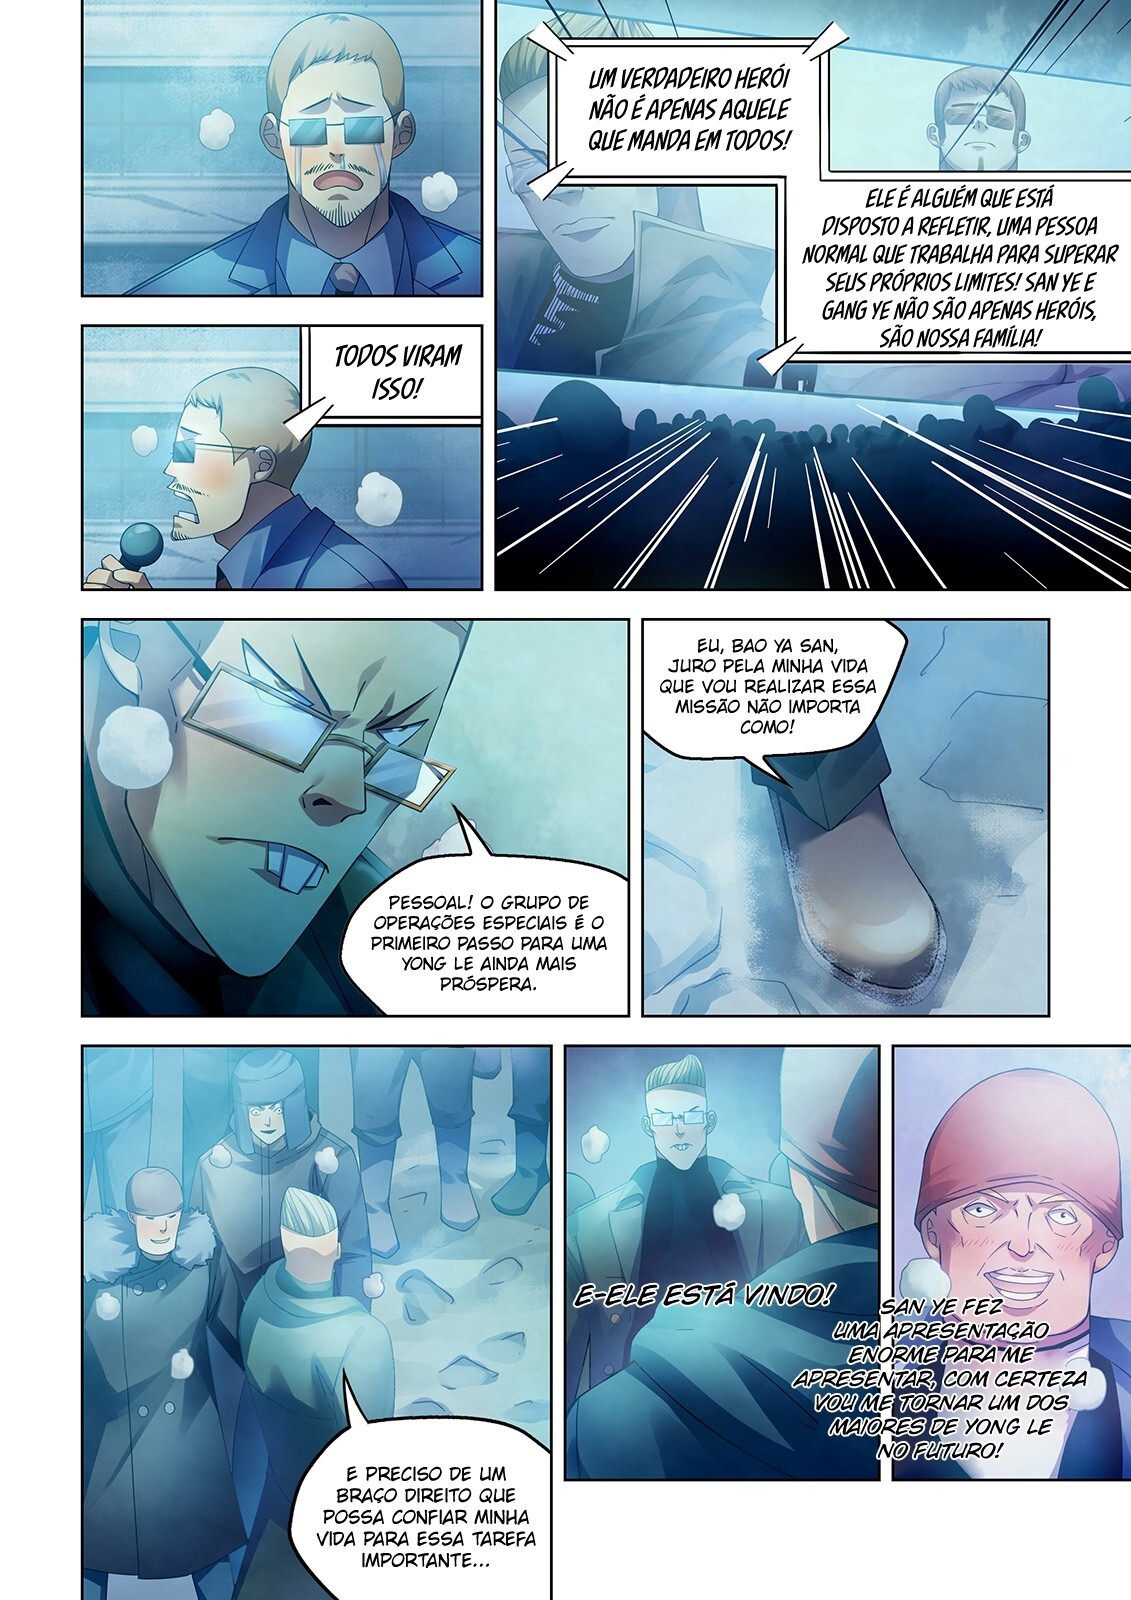 TODOS VIRAM
ISSO!
UM VERDADEIRO HERÓI
NÃO É APENAS AQUELE
QUE MANDA EM TODOS!
ELE É ALGUÉM QUE ESTÁ
DISPOSTO A REFLETIR, UMA PESSOA
NORMAL QUE TRABALHA PARA SUPERAR
SEUS PRÓPRIOS LIMITES! SAN YE E
GANG YE NÃO SÃO APENAS HERÓIS,
SÃO NOSSA FAMÍLIA!
PESSOAL! O GRUPO DE
OPERAÇÕES ESPECIAIS É O
PRIMEIRO PASSO PARA UMA
YONG LE AINDA MAIS
PRÓSPERA.
EU, BAO YA SAN,
JURO PELA MINHA VIDA
QUE VOU REALIZAR ESSA
MISSÃO NÃO IMPORTA
COMO!
E PRECISO DE UM
BRAÇO DIREITO QUE
POSSA CONFIAR MINHA
VIDA PARA ESSA TAREFA
IMPORTANTE...
E-ELE ESTÁ VINDO!
SAN YE FEZ
UMA APRESENTAÇÃO
ENORME PARA ME
APRESENTAR, COM CERTEZA
VOU ME TORNAR UM DOS
MAIORES DE YONG LE
NO FUTURO!